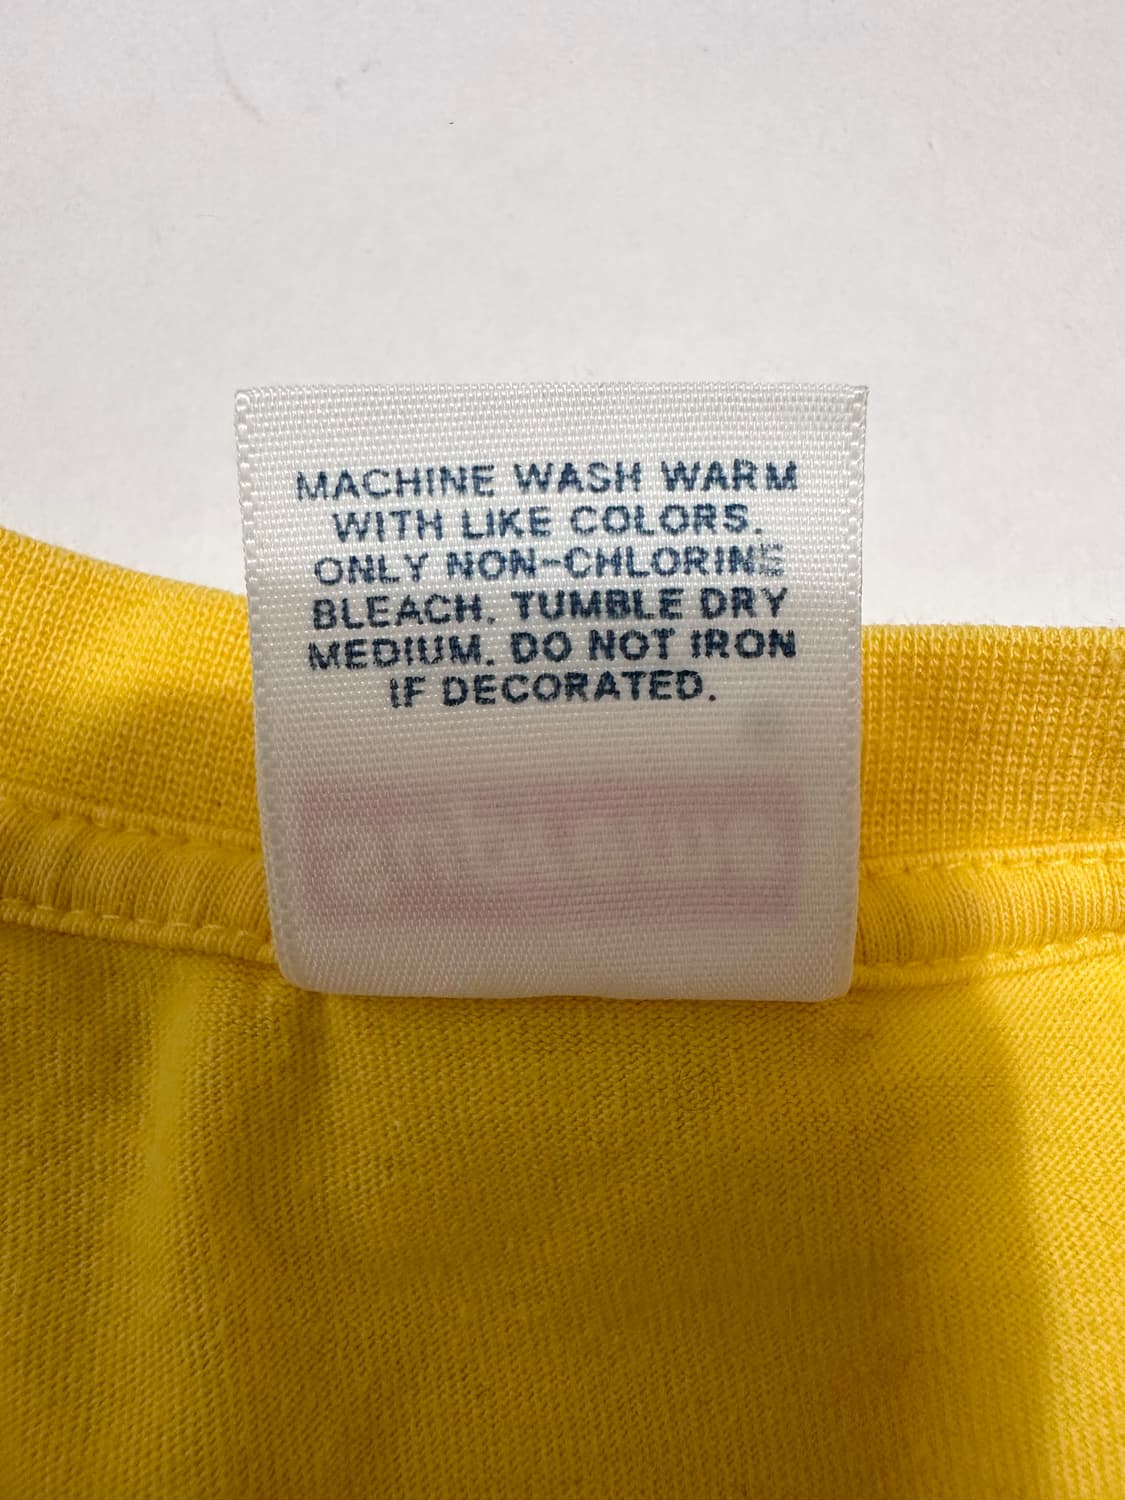 MACHINE WASH WARM
WITH LIKE COLORS.
ONLY NON-CHLORINE
BLEACH. TUMBLE DRY
MEDIUM. DO NOT IRON
IF DECORATED.